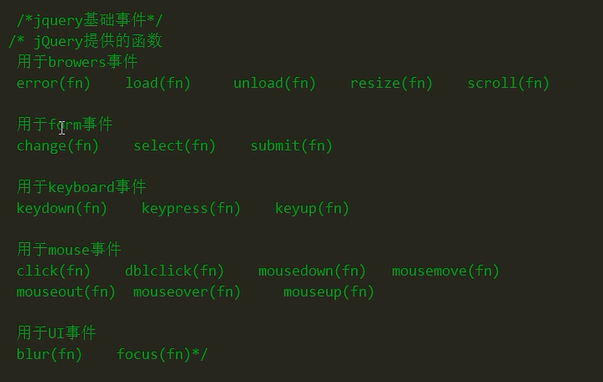 /*jquery基础事件*/
/* jQuery提供的函数
用于browers事件
error(fn) load(fn) unload(fn) resize(fn) scroll(fn)
用于form事件
change(fn) select(fn) submit(fn)
用于keyboard事件
keydown(fn) keypress(fn) keyup(fn)
用于mouse事件
click(fn) dblclick(fn) mousedown(fn) mousemove(fn)
mouseout(fn) mouseover(fn) mouseup(fn)
用于UI事件
blur(fn) focus(fn)*/